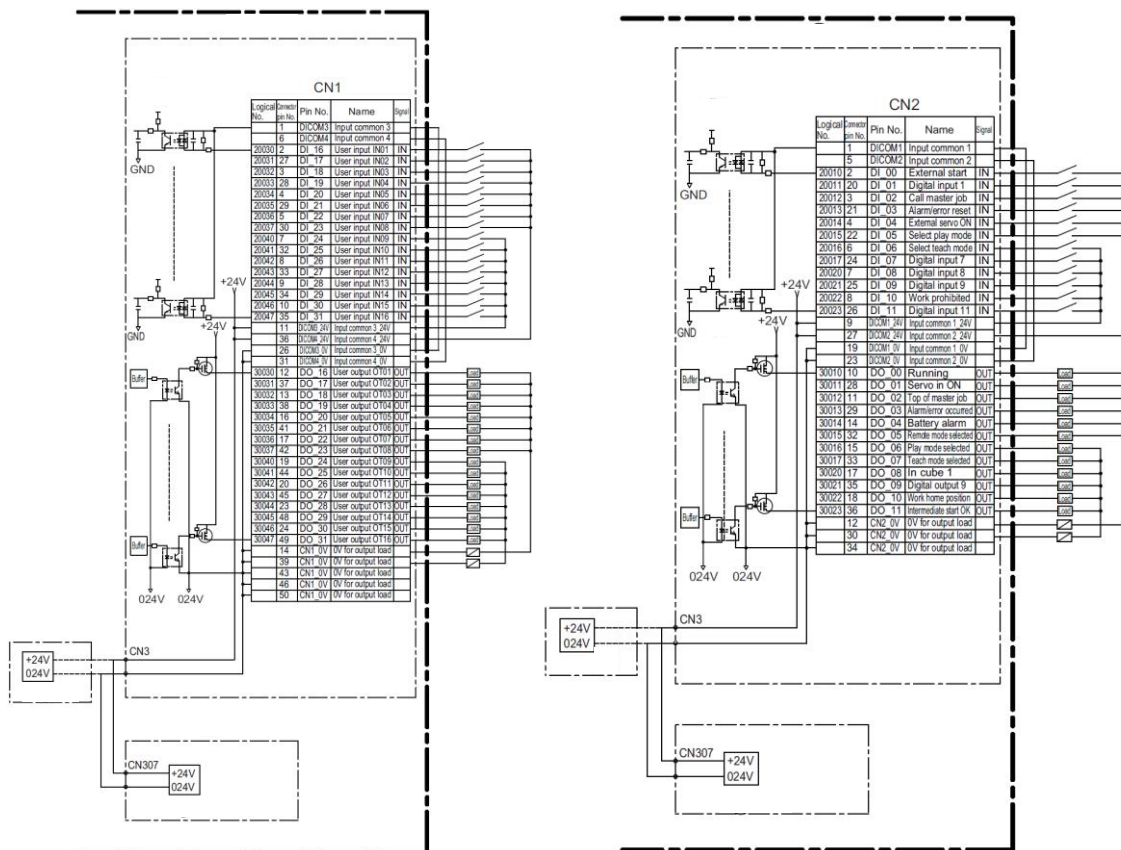 CN1
Logical No. Connector pin No. Pin No. Name Signal
1 DICOM3 Input common 3
6 DICOM4 Input common 4
20030 2 DI_16 User input IN01 IN
20031 27 DI_17 User input IN02 IN
20032 3 DI_18 User input IN03 IN
20033 28 DI_19 User input IN04 IN
20034 4 DI_20 User input IN05 IN
20035 29 DI_21 User input IN06 IN
20036 5 DI_22 User input IN07 IN
20037 30 DI_23 User input IN08 IN
20040 7 DI_24 User input IN09 IN
20041 32 DI_25 User input IN10 IN
20042 8 DI_26 User input IN11 IN
20043 33 DI_27 User input IN12 IN
20044 9 DI_28 User input IN13 IN
20045 34 DI_29 User input IN14 IN
20046 10 DI_30 User input IN15 IN
20047 35 DI_31 User input IN16 IN
11 DICOM3_24V Input common 3_24V
36 DICOM4_24V Input common 4_24V
26 DICOM3_0V Input common 3_0V
31 DICOM4_0V Input common 4_0V
30030 12 DO_16 User output OT01 OUT Load
30031 37 DO_17 User output OT02 OUT Load
30032 13 DO_18 User output OT03 OUT Load
30033 38 DO_19 User output OT04 OUT Load
30034 16 DO_20 User output OT05 OUT Load
30035 41 DO_21 User output OT06 OUT Load
30036 17 DO_22 User output OT07 OUT Load
30037 42 DO_23 User output OT08 OUT Load
30040 19 DO_24 User output OT09 OUT Load
30041 44 DO_25 User output OT10 OUT Load
30042 20 DO_26 User output OT11 OUT Load
30043 45 DO_27 User output OT12 OUT Load
30044 23 DO_28 User output OT13 OUT Load
30045 48 DO_29 User output OT14 OUT Load
30046 24 DO_30 User output OT15 OUT Load
30047 49 DO_31 User output OT16 OUT Load
14 CN1_0V 0V for output load
39 CN1_0V 0V for output load
43 CN1_0V 0V for output load
46 CN1_0V 0V for output load
50 CN1_0V 0V for output load
GND
+24V
GND
+24V
Buffer
Buffer
024V 024V
CN3
+24V
024V
CN307
+24V
024V
CN2
Logical No. Connector pin No. Pin No. Name Signal
1 DICOM1 Input common 1
5 DICOM2 Input common 2
20010 2 DI_00 External start IN
20011 20 DI_01 Digital input 1 IN
20012 3 DI_02 Call master job IN
20013 21 DI_03 Alarm/error reset IN
20014 4 DI_04 External servo ON IN
20015 22 DI_05 Select play mode IN
20016 6 DI_06 Select teach mode IN
20017 24 DI_07 Digital input 7 IN
20020 7 DI_08 Digital input 8 IN
20021 25 DI_09 Digital input 9 IN
20022 8 DI_10 Work prohibited IN
20023 26 DI_11 Digital input 11 IN
9 DICOM1_24V Input common 1_24V
27 DICOM2_24V Input common 2_24V
19 DICOM1_0V Input common 1_0V
23 DICOM2_0V Input common 2_0V
30010 10 DO_00 Running OUT Load
30011 28 DO_01 Servo in ON OUT Load
30012 11 DO_02 Top of master job OUT Load
30013 29 DO_03 Alarm/error occurred OUT Load
30014 14 DO_04 Battery alarm OUT Load
30015 32 DO_05 Remote mode selected OUT Load
30016 15 DO_06 Play mode selected OUT Load
30017 33 DO_07 Teach mode selected OUT Load
30020 17 DO_08 In cube 1 OUT Load
30021 35 DO_09 Digital output 9 OUT Load
30022 18 DO_10 Work home position OUT Load
30023 36 DO_11 Intermediate start OK OUT Load
12 CN2_0V 0V for output load
30 CN2_0V 0V for output load
34 CN2_0V 0V for output load
GND
+24V
GND
+24V
Buffer
Buffer
024V 024V
CN3
+24V
024V
CN307
+24V
024V